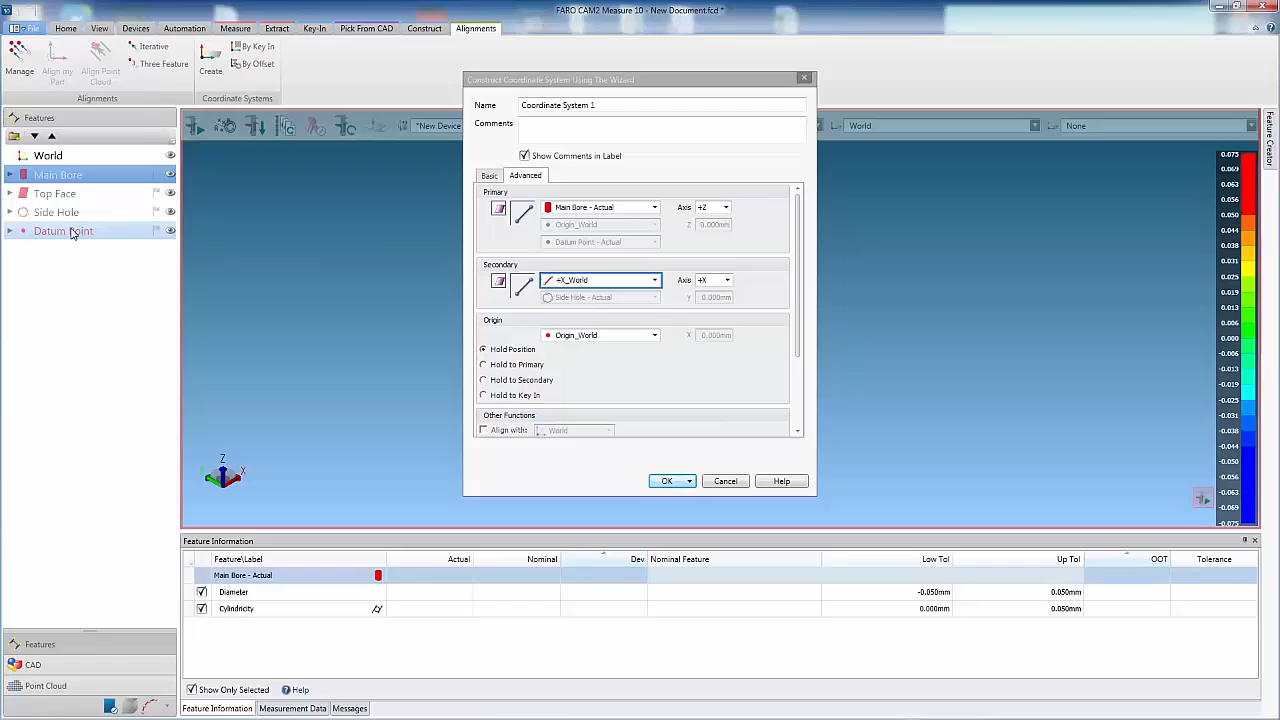 FARO CAM2 Measure 10 - New Document.fcd *
File Home View Devices Automation Measure Extract Key-In Pick From CAD Construct Alignments
Manage
Align my Part
Align Point Cloud
Iterative
Three Feature
Create
By Key In
By Offset
Alignments
Coordinate Systems
Features
World
Main Bore
Top Face
Side Hole
Datum Point
*New Device
World
None
Feature Creator
Construct Coordinate System Using The Wizard
Name Coordinate System 1
Comments
Show Comments in Label
Basic Advanced
Primary
Main Bore - Actual Axis +Z
Origin_World Z 0.000mm
Datum Point - Actual
Secondary
+X_World Axis +X
Side Hole - Actual y 0.000mm
Origin
Origin_World X 0.000mm
Hold Position
Hold to Primary
Hold to Secondary
Hold to Key In
Other Functions
Align with: World
OK Cancel Help
0.075
0.069
0.063
0.057
0.050
0.044
0.038
0.031
0.025
0.019
0.013
0.006
0.000
-0.006
-0.013
-0.019
-0.025
-0.031
-0.038
-0.044
-0.050
-0.057
-0.063
-0.069
-0.075
Z
X
Feature Information
Feature\Label Actual Nominal Dev Nominal Feature Low Tol Up Tol OOT Tolerance
Main Bore - Actual
Diameter -0.050mm 0.050mm
Cylindricity 0.000mm 0.050mm
Features
CAD
Point Cloud
Show Only Selected Help
Feature Information Measurement Data Messages